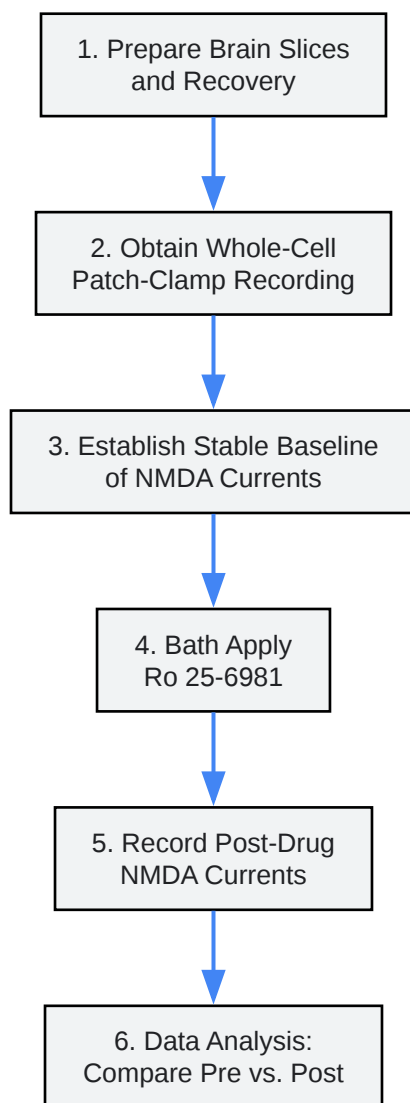 1. Prepare Brain Slices
and Recovery
2. Obtain Whole-Cell
Patch-Clamp Recording
3. Establish Stable Baseline
of NMDA Currents
4. Bath Apply
Ro 25-6981
5. Record Post-Drug
NMDA Currents
6. Data Analysis:
Compare Pre vs. Post